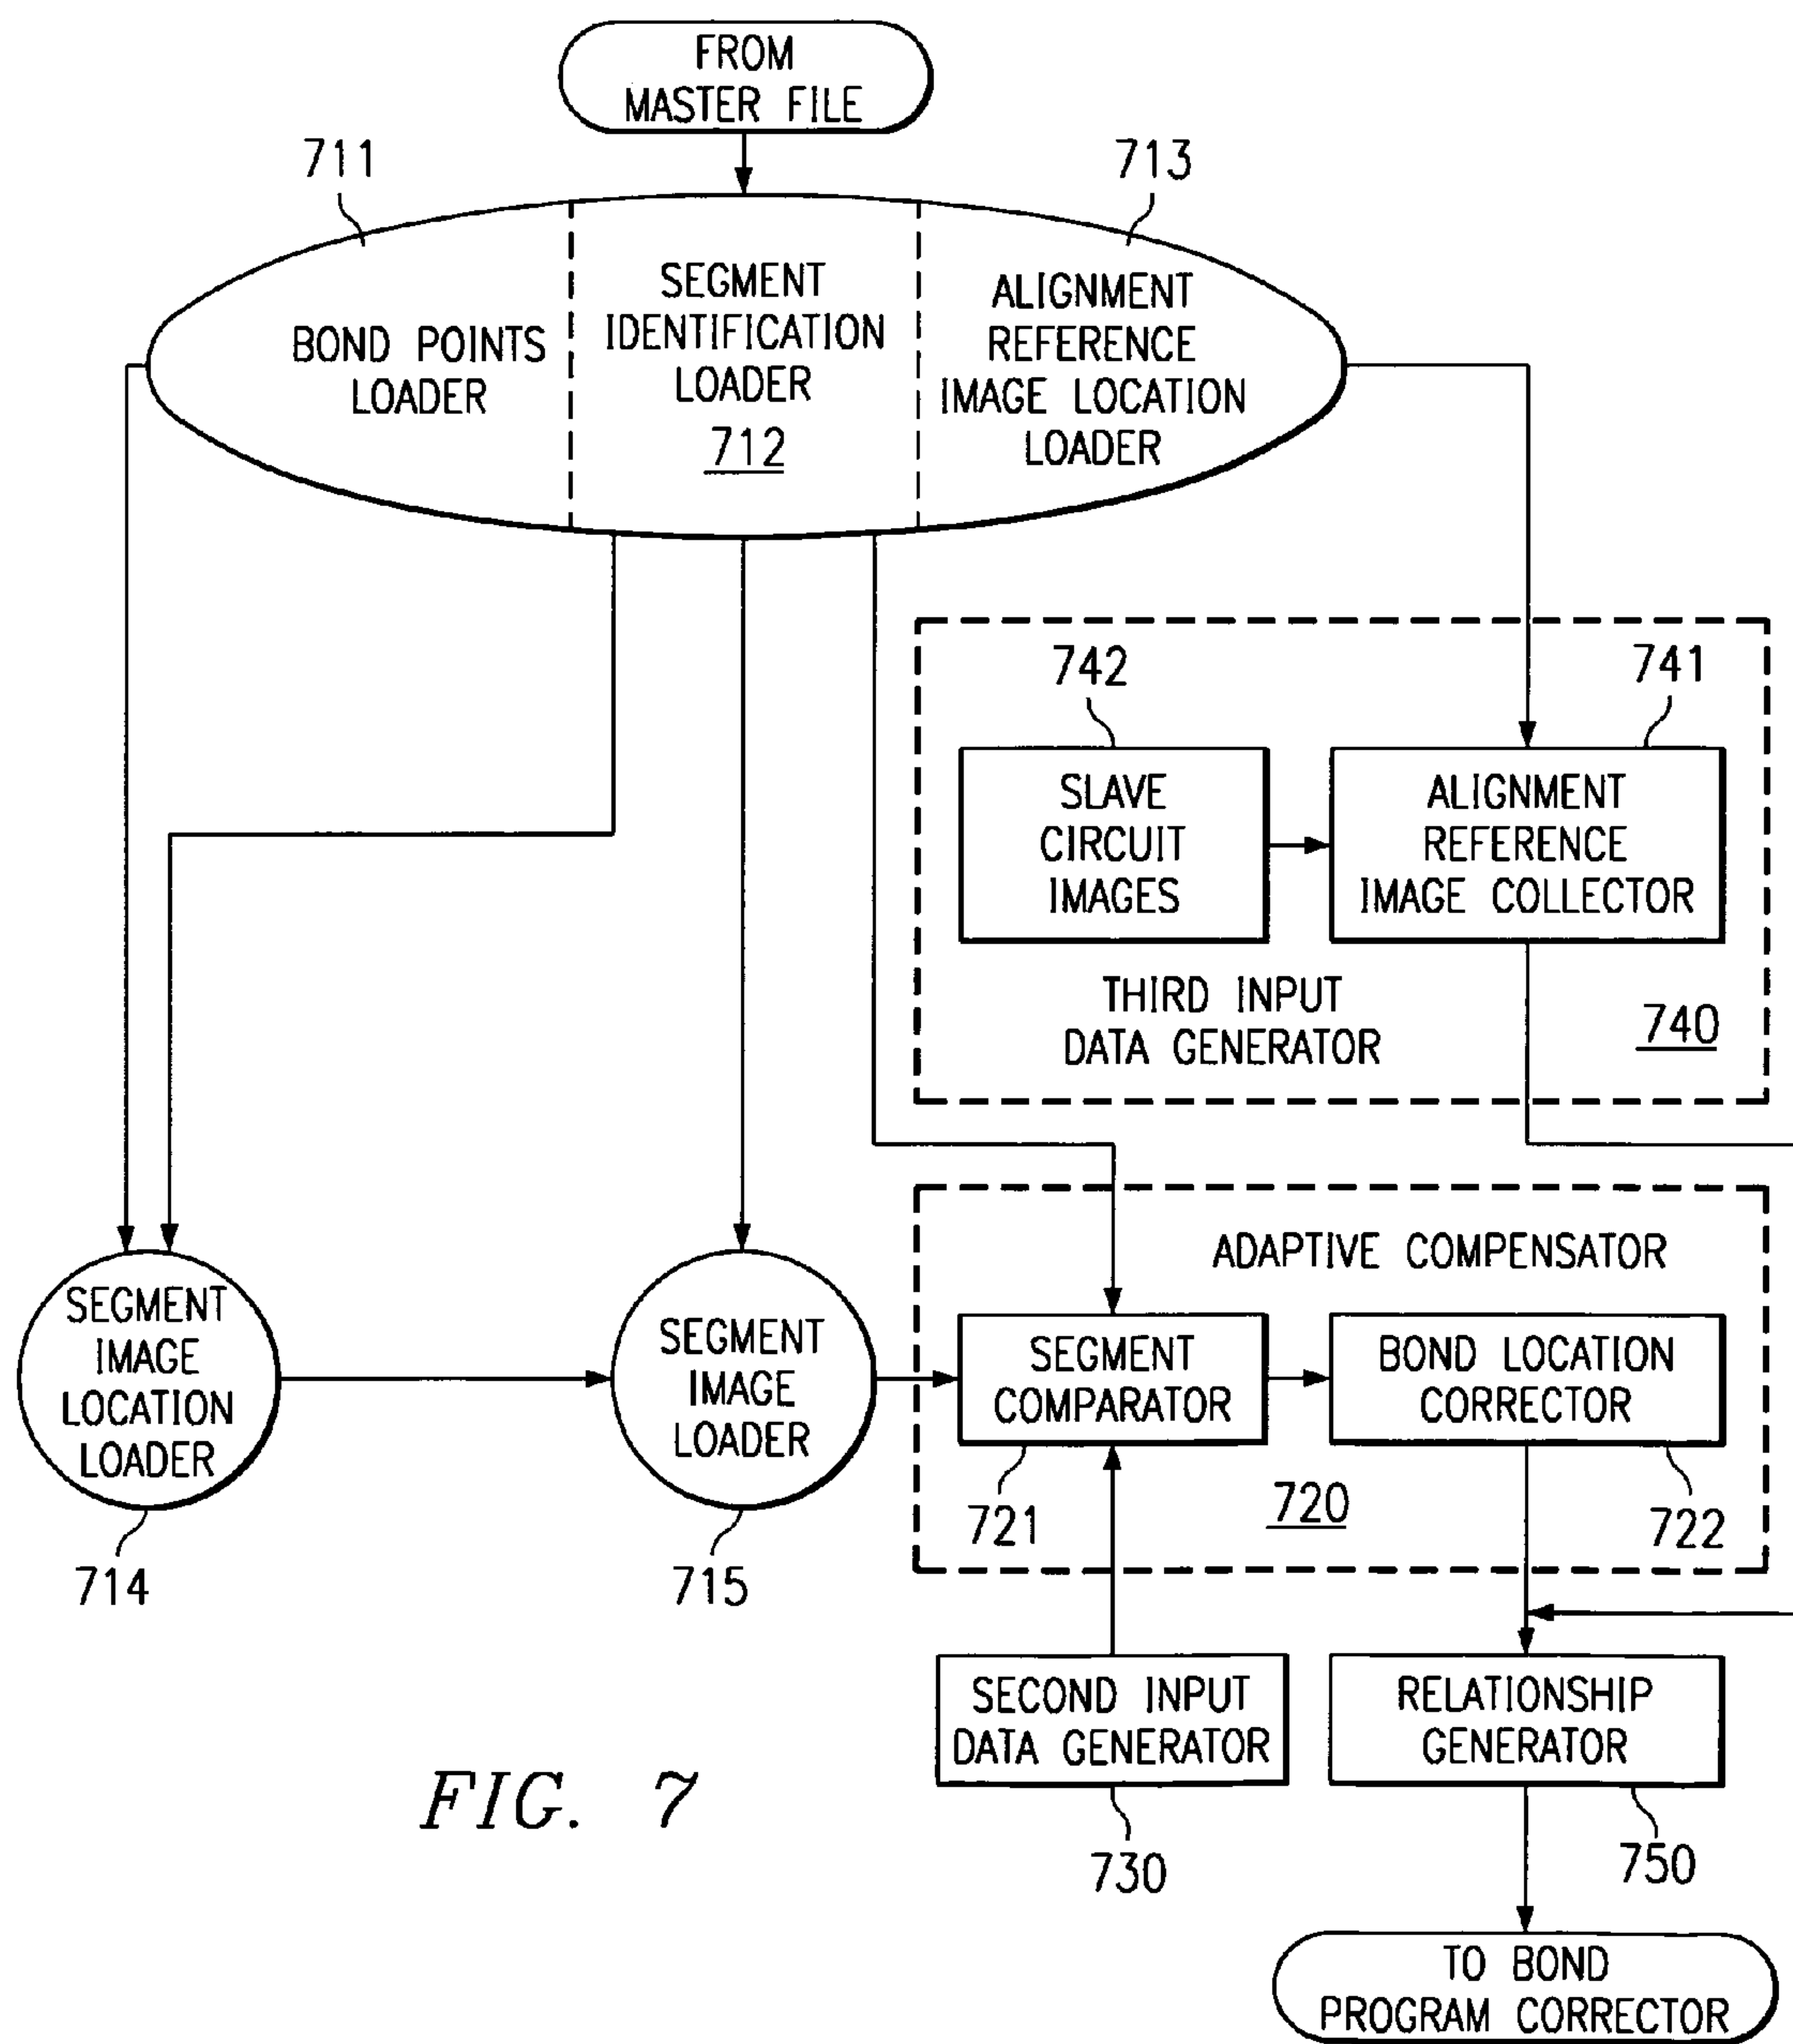 FROM
MASTER FILE
711
713
BOND POINTS
LOADER
SEGMENT
IDENTIFICATION
LOADER
712
ALIGNMENT
REFERENCE
IMAGE LOCATION
LOADER
742
741
SLAVE
CIRCUIT
IMAGES
ALIGNMENT
REFERENCE
IMAGE COLLECTOR
THIRD INPUT
DATA GENERATOR
740
ADAPTIVE COMPENSATOR
SEGMENT
IMAGE
LOCATION
LOADER
714
SEGMENT
IMAGE
LOADER
715
SEGMENT
COMPARATOR
721
BOND LOCATION
CORRECTOR
722
720
SECOND INPUT
DATA GENERATOR
730
RELATIONSHIP
GENERATOR
750
TO BOND
PROGRAM CORRECTOR
FIG. 7